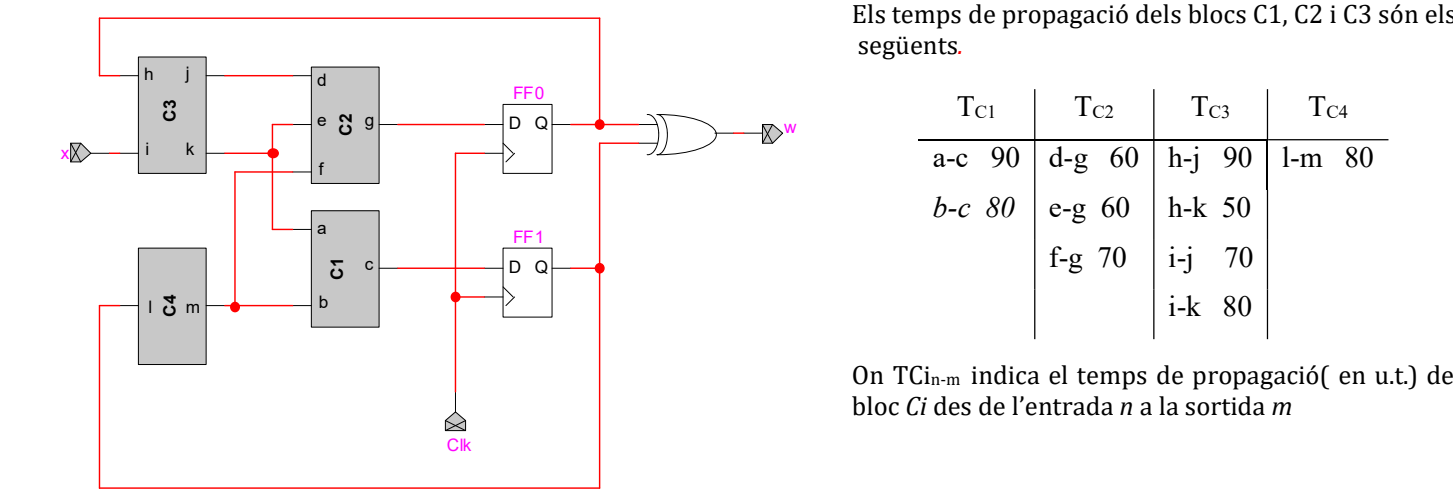 Els temps de propagació dels blocs C1, C2 i C3 són els
següents.
h j
C3
i k
x
d
e C2 g
f
FF0
D Q
w
a
C1 c
b
FF1
D Q
l C4 m
Clk
TC1 TC2 TC3 TC4
a-c 90 d-g 60 h-j 90 l-m 80
b-c 80 e-g 60 h-k 50
f-g 70 i-j 70
i-k 80
On TCin-m indica el temps de propagació( en u.t.) de
bloc Ci des de l’entrada n a la sortida m